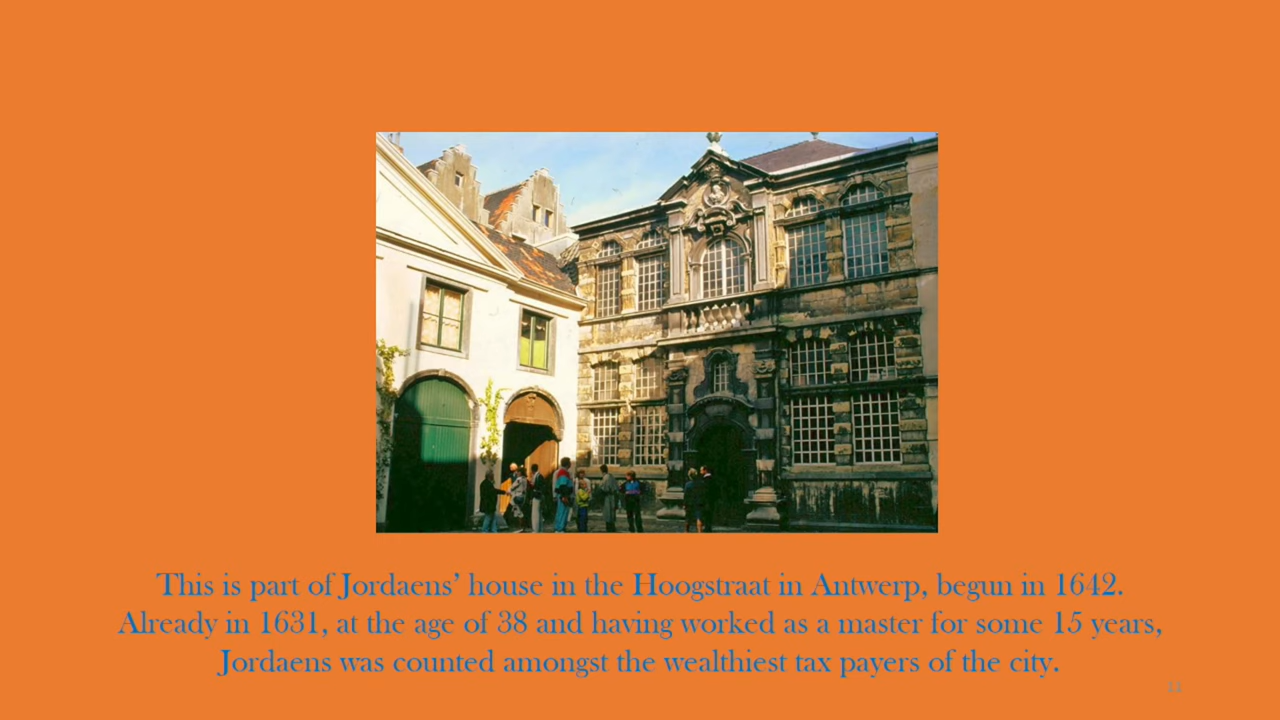 This is part of Jordaens’ house in the Hoogstraat in Antwerp, begun in 1642.
Already in 1631, at the age of 38 and having worked as a master for some 15 years,
Jordaens was counted amongst the wealthiest tax payers of the city.
11